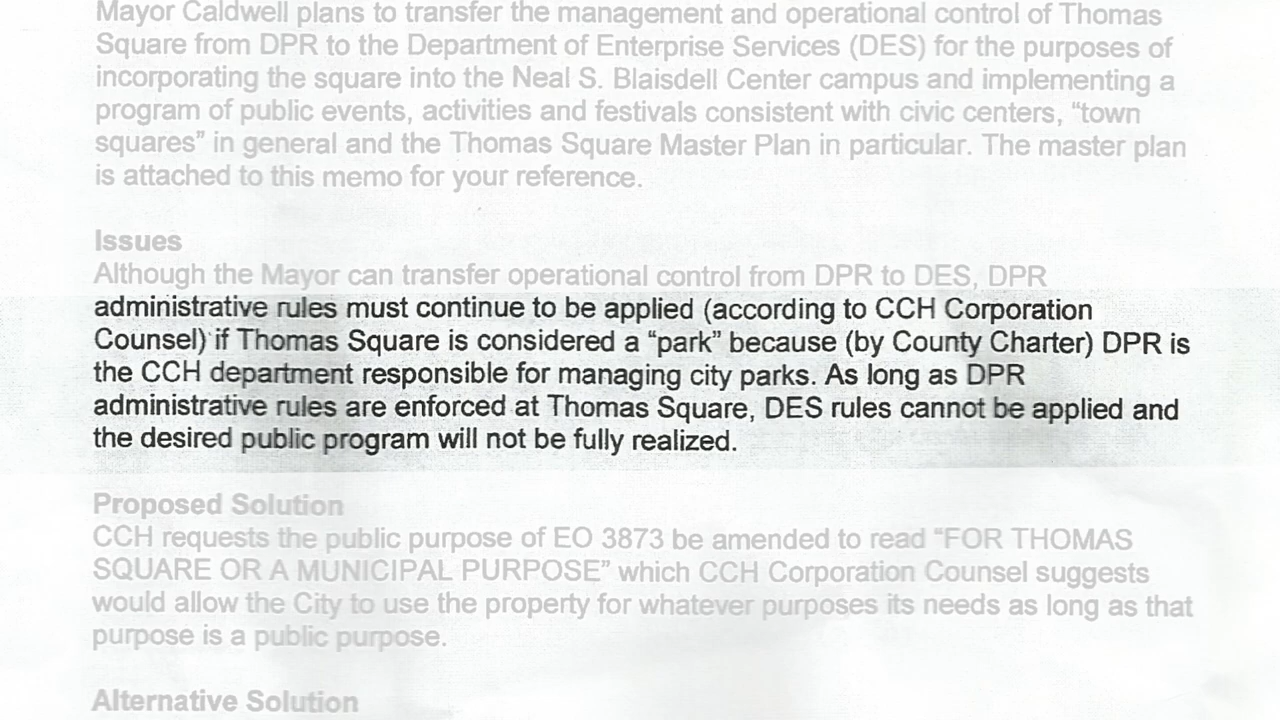 Mayor Caldwell plans to transfer the management and operational control of Thomas
Square from DPR to the Department of Enterprise Services (DES) for the purposes of
incorporating the square into the Neal S. Blaisdell Center campus and implementing a
program of public events, activities and festivals consistent with civic centers, “town
squares” in general and the Thomas Square Master Plan in particular. The master plan
is attached to this memo for your reference.
Issues
Although the Mayor can transfer operational control from DPR to DES, DPR
administrative rules must continue to be applied (according to CCH Corporation
Counsel) if Thomas Square is considered a “park” because (by County Charter) DPR is
the CCH department responsible for managing city parks. As long as DPR
administrative rules are enforced at Thomas Square, DES rules cannot be applied and
the desired public program will not be fully realized.
Proposed Solution
CCH requests the public purpose of EO 3873 be amended to read “FOR THOMAS
SQUARE OR A MUNICIPAL PURPOSE” which CCH Corporation Counsel suggests
would allow the City to use the property for whatever purposes its needs as long as that
purpose is a public purpose.
Alternative Solution